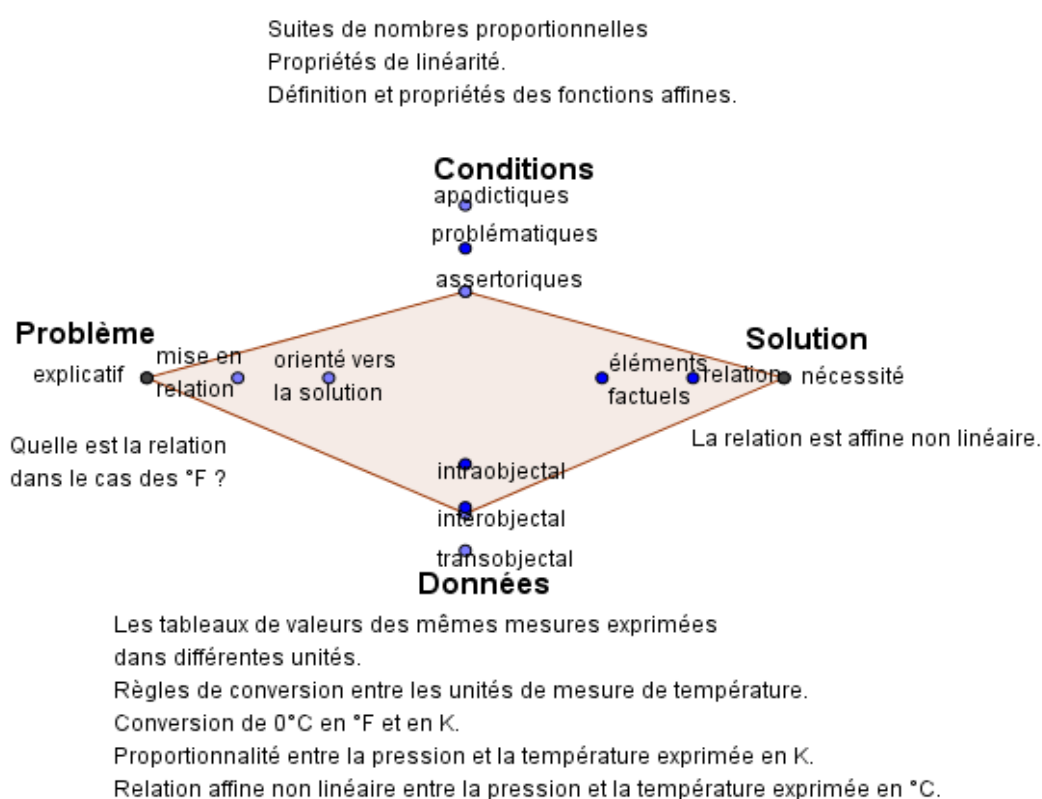 Suites de nombres proportionnelles
Propriétés de linéarité.
Définition et propriétés des fonctions affines.
Conditions
apodictiques
problématiques
assertoriques
Problème
explicatif
mise en
relation
orienté vers
la solution
Solution
éléments
factuels
relation
nécessité
Quelle est la relation
dans le cas des °F ?
La relation est affine non linéaire.
intraobjectal
interobjectal
transobjectal
Données
Les tableaux de valeurs des mêmes mesures exprimées
dans différentes unités.
Règles de conversion entre les unités de mesure de température.
Conversion de 0°C en °F et en K.
Proportionnalité entre la pression et la température exprimée en K.
Relation affine non linéaire entre la pression et la température exprimée en °C.